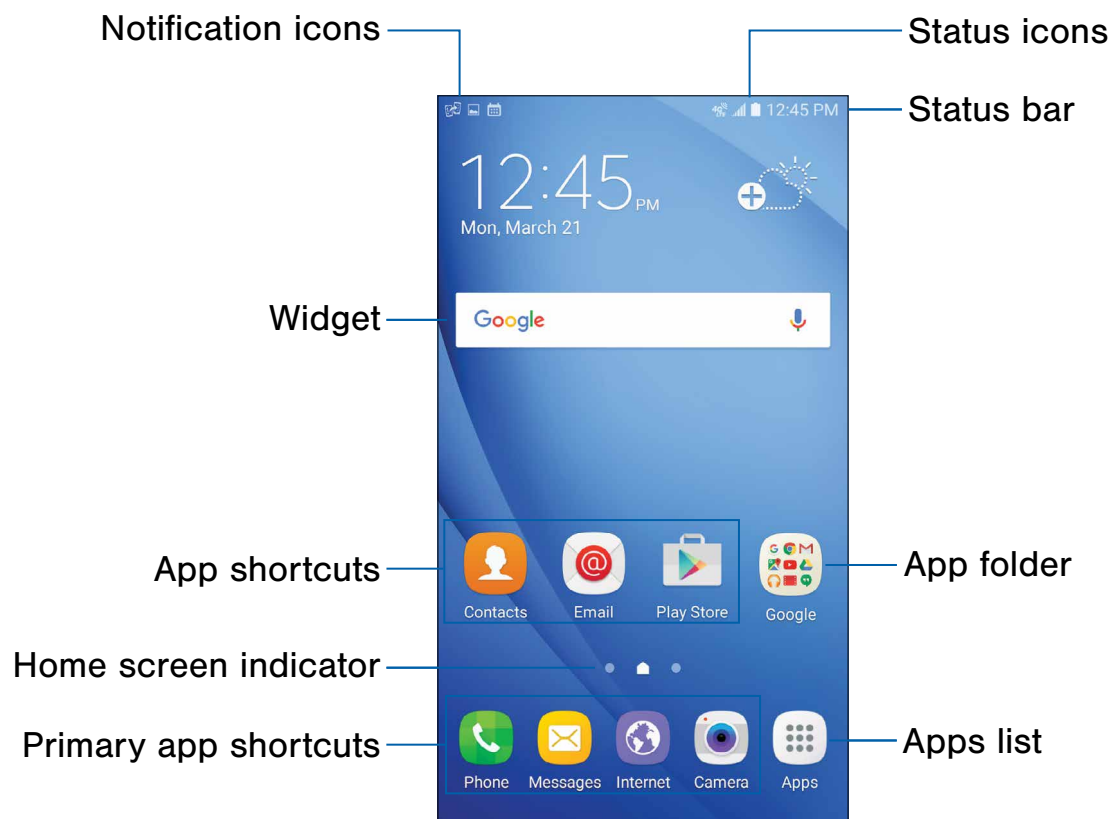 Notification icons
Status icons
12:45 PM
Status bar
12:45 PM
Mon, March 21
Widget
Google
App shortcuts
Contacts
Email
Play Store
Google
App folder
Home screen indicator
Primary app shortcuts
Phone
Messages
Internet
Camera
Apps
Apps list